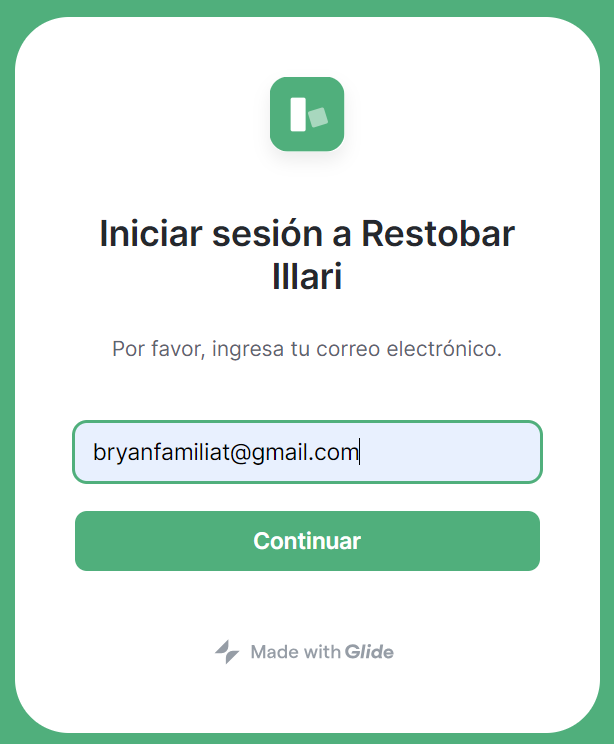 Iniciar sesión a Restobar
Illari
Por favor, ingresa tu correo electrónico.
bryanfamiliat@gmail.com
Continuar
Made with Glide